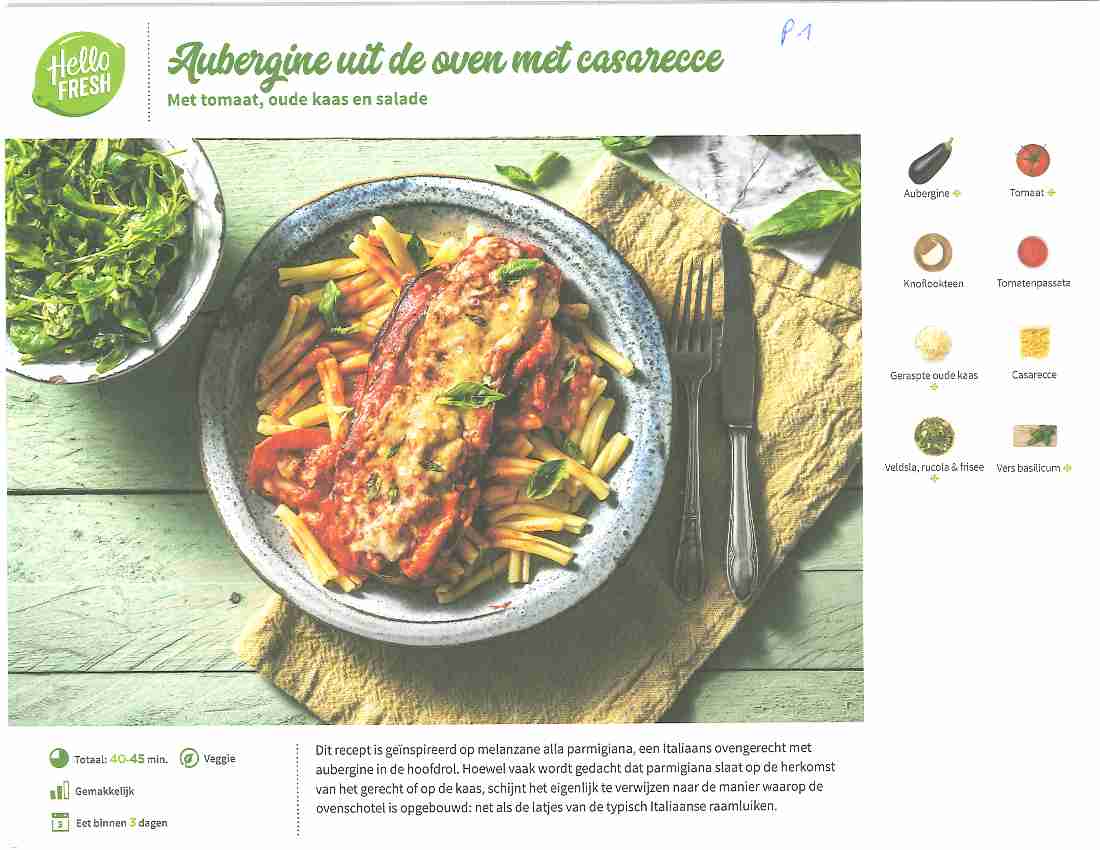 P 1
Hello
FRESH
Aubergine uit de oven met casarecce
Met tomaat, oude kaas en salade
Aubergine
Tomaat
Knoflookteen
Tomatenpassata
Geraspte oude kaas
Casarecce
Veldsla, rucola & frisee
Vers basilicum
Totaal: 40-45 min.
Veggie
Gemakkelijk
3
Eet binnen 3 dagen
Dit recept is geïnspireerd op melanzane alla parmigiana, een Italiaans ovengerecht met
aubergine in de hoofdrol. Hoewel vaak wordt gedacht dat parmigiana slaat op de herkomst
van het gerecht of op de kaas, schijnt het eigenlijk te verwijzen naar de manier waarop de
ovenschotel is opgebouwd: net als de latjes van de typisch Italiaanse raamluiken.